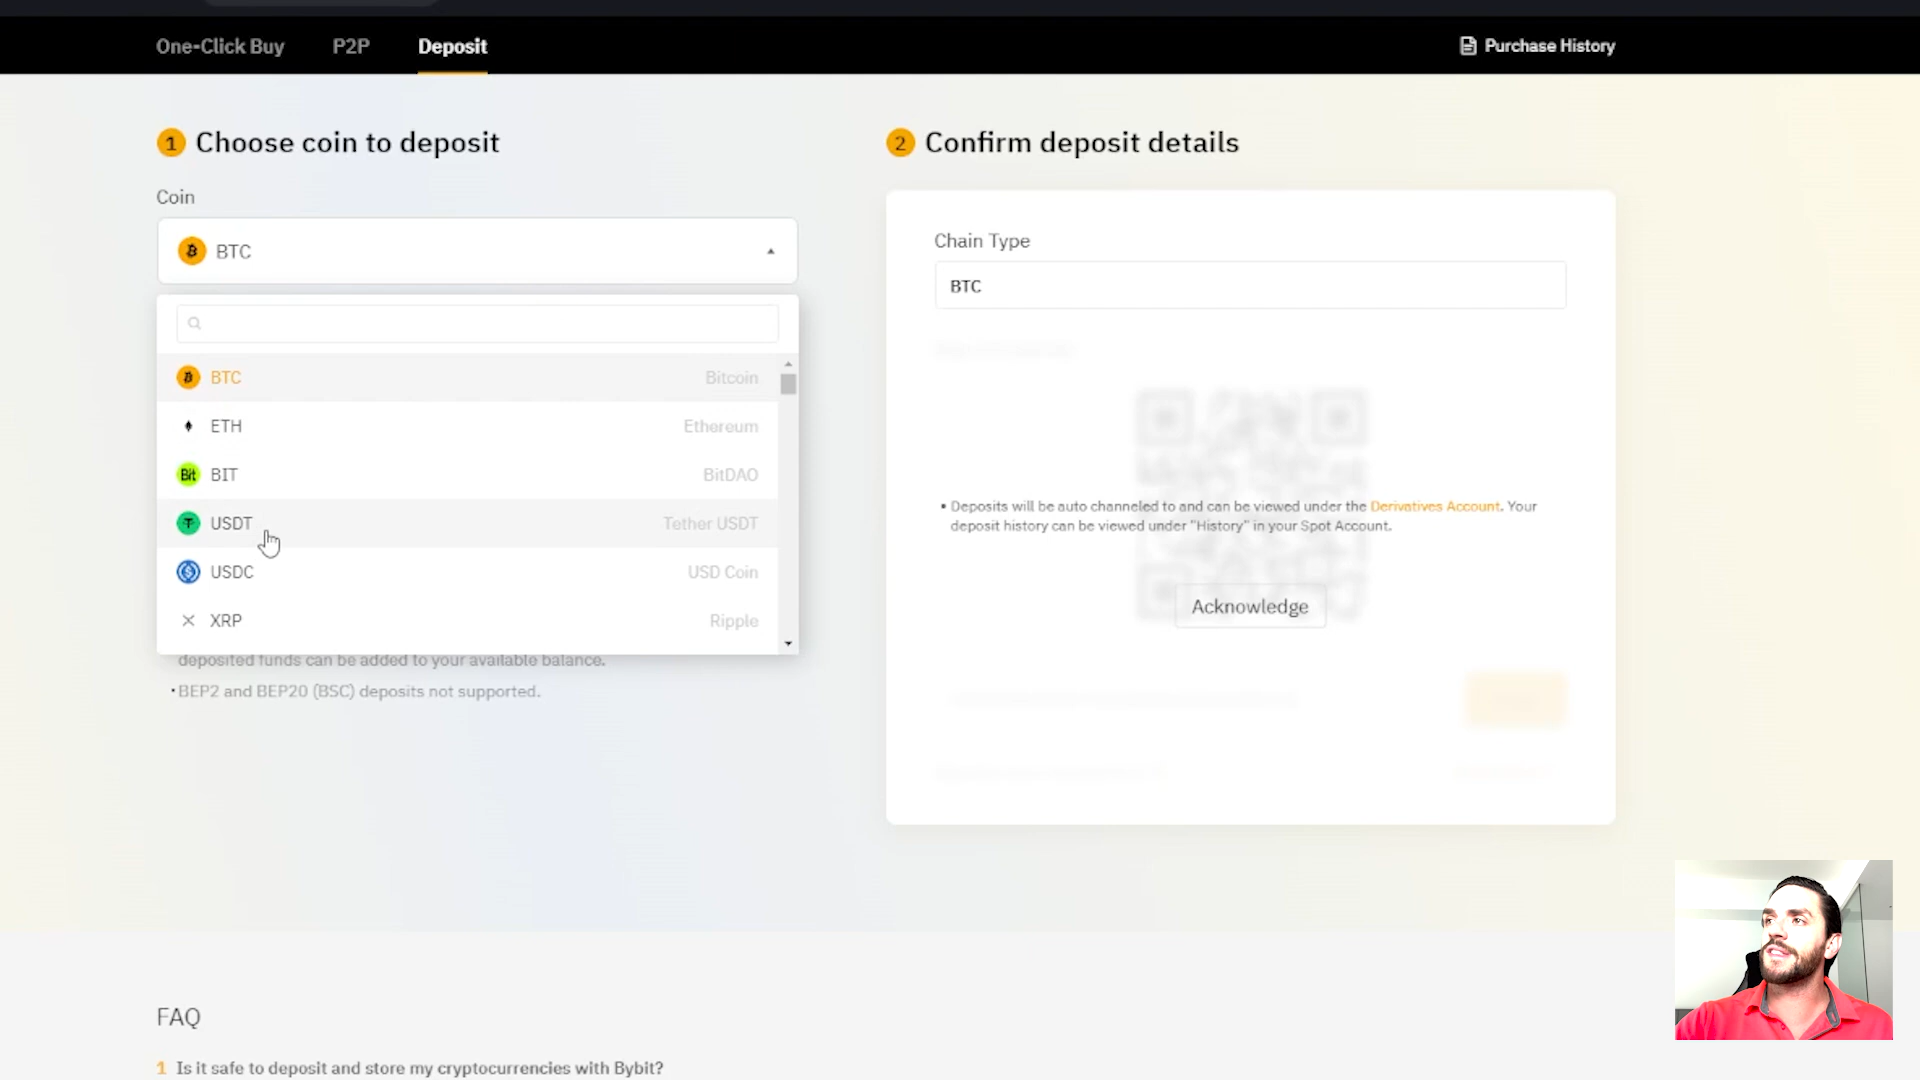 One-Click Buy P2P Deposit Purchase History
1 Choose coin to deposit
Coin
BTC
BTC Bitcoin
ETH Ethereum
Bit BIT BitDAO
USDT Tether USDT
USDC USD Coin
XRP Ripple
deposited funds can be added to your available balance.
• BEP2 and BEP20 (BSC) deposits not supported.
2 Confirm deposit details
Chain Type
BTC
• Deposits will be auto channeled to and can be viewed under the Derivatives Account. Your
deposit history can be viewed under "History" in your Spot Account.
Acknowledge
FAQ
1 Is it safe to deposit and store my cryptocurrencies with Bybit?